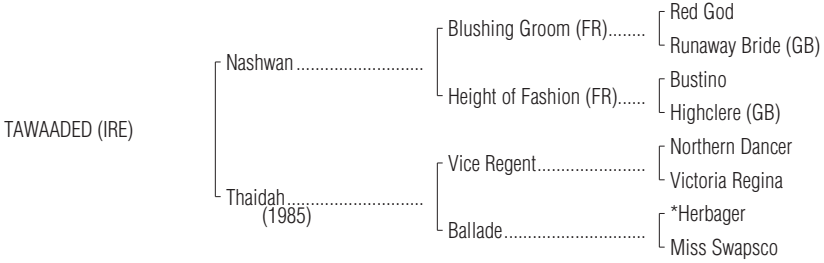 Red God
Blushing Groom (FR)........
Runaway Bride (GB)
Nashwan...........................
Bustino
Height of Fashion (FR)......
Highclere (GB)
TAWAADED (IRE)
Northern Dancer
Vice Regent.......................
Victoria Regina
Thaidah.............................
(1985)
*Herbager
Ballade..............................
Miss Swapsco